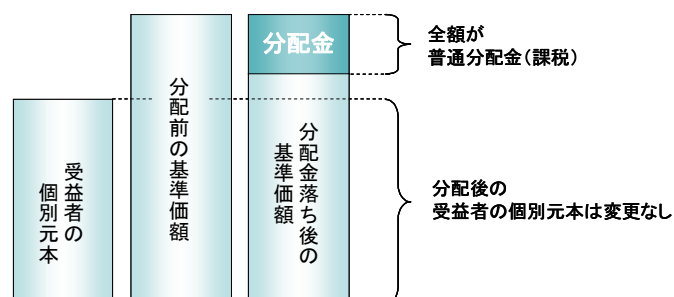 受益者の
個別元本
分配前の基準価額
分配金
分配金落ち後の
基準価額
全額が
普通分配金（課税）
分配後の
受益者の個別元本は変更なし